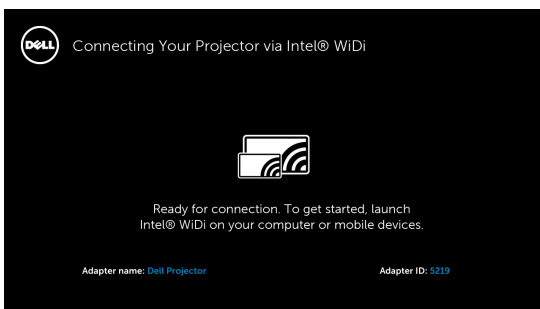 DELL
Connecting Your Projector via Intel® WiDi
Ready for connection. To get started, launch
Intel® WiDi on your computer or mobile devices.
Adapter name: Dell Projector Adapter ID: 5219